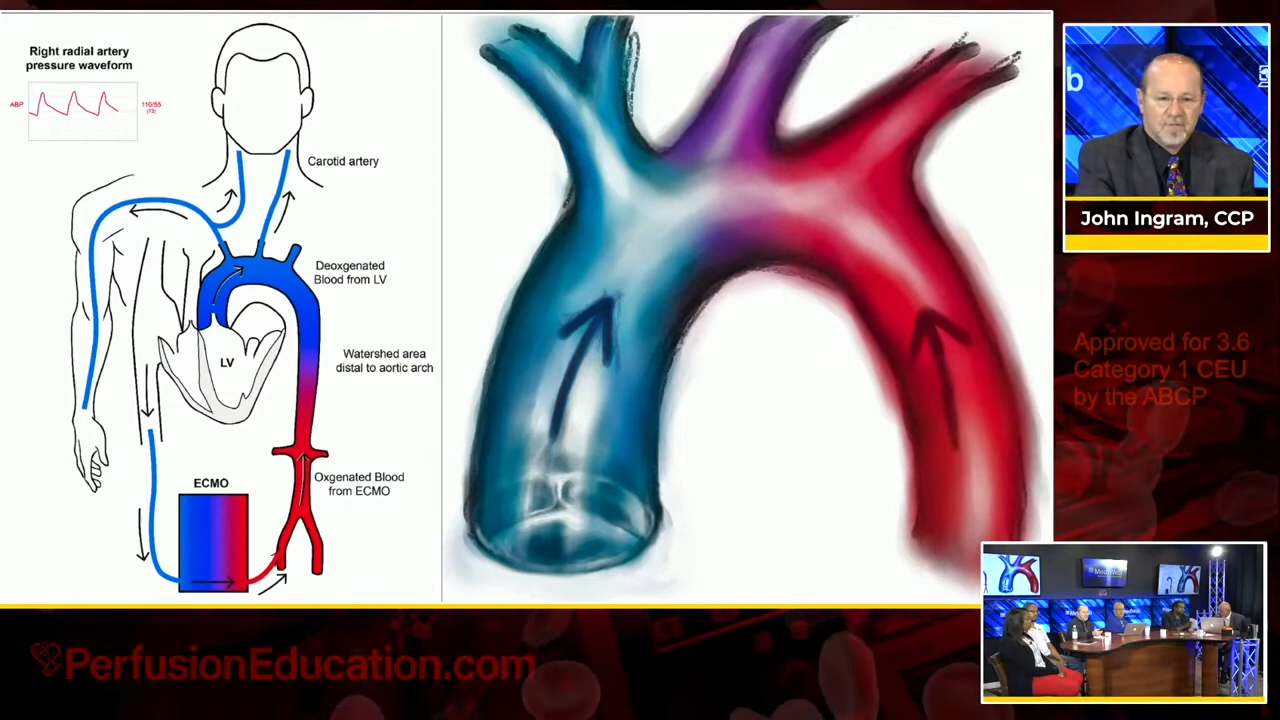 Right radial artery
pressure waveform
ABP
110/55
(73)
Carotid artery
Deoxgenated
Blood from LV
LV
Watershed area
distal to aortic arch
ECMO
Oxgenated Blood
from ECMO
b
John Ingram, CCP
Approved for 3.6
Category 1 CEU
by the ABCP
PerfusionEducation.com